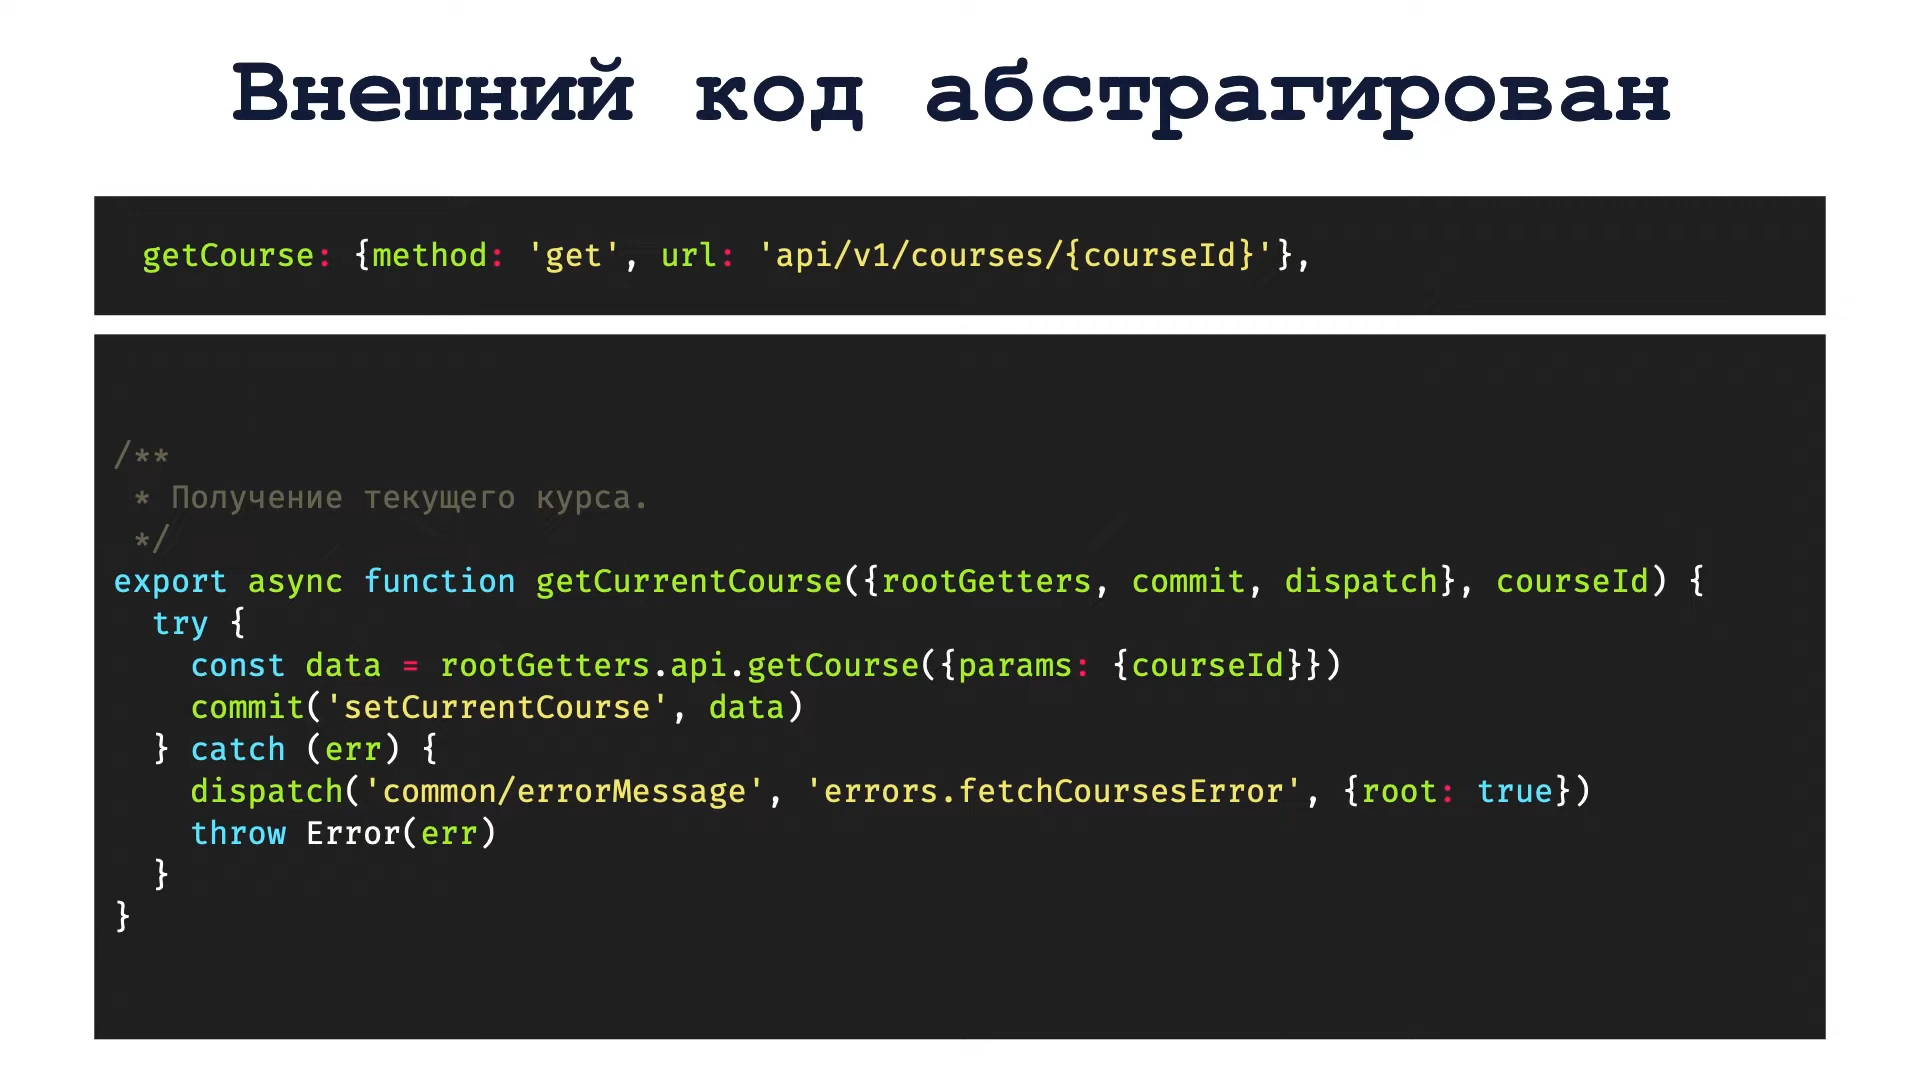 Внешний код абстрагирован
getCourse: {method: 'get', url: 'api/v1/courses/{courseId}'},
/**
 * Получение текущего курса.
 */
export async function getCurrentCourse({rootGetters, commit, dispatch}, courseId) {
  try {
    const data = rootGetters.api.getCourse({params: {courseId}})
    commit('setCurrentCourse', data)
  } catch (err) {
    dispatch('common/errorMessage', 'errors.fetchCoursesError', {root: true})
    throw Error(err)
  }
}